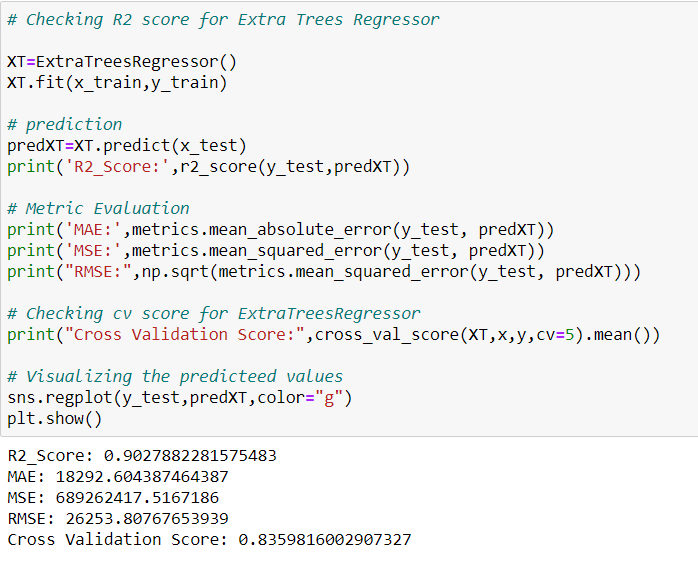 # Checking R2 score for Extra Trees Regressor
XT=ExtraTreesRegressor()
XT.fit(x_train,y_train)
# prediction
predXT=XT.predict(x_test)
print('R2_Score:',r2_score(y_test,predXT))
# Metric Evaluation
print('MAE:',metrics.mean_absolute_error(y_test, predXT))
print('MSE:',metrics.mean_squared_error(y_test, predXT))
print("RMSE:",np.sqrt(metrics.mean_squared_error(y_test, predXT)))
# Checking cv score for ExtraTreesRegressor
print("Cross Validation Score:",cross_val_score(XT,x,y,cv=5).mean())
# Visualizing the predicteed values
sns.regplot(y_test,predXT,color="g")
plt.show()
R2_Score: 0.9027882281575483
MAE: 18292.604387464387
MSE: 689262417.5167186
RMSE: 26253.80767653939
Cross Validation Score: 0.8359816002907327